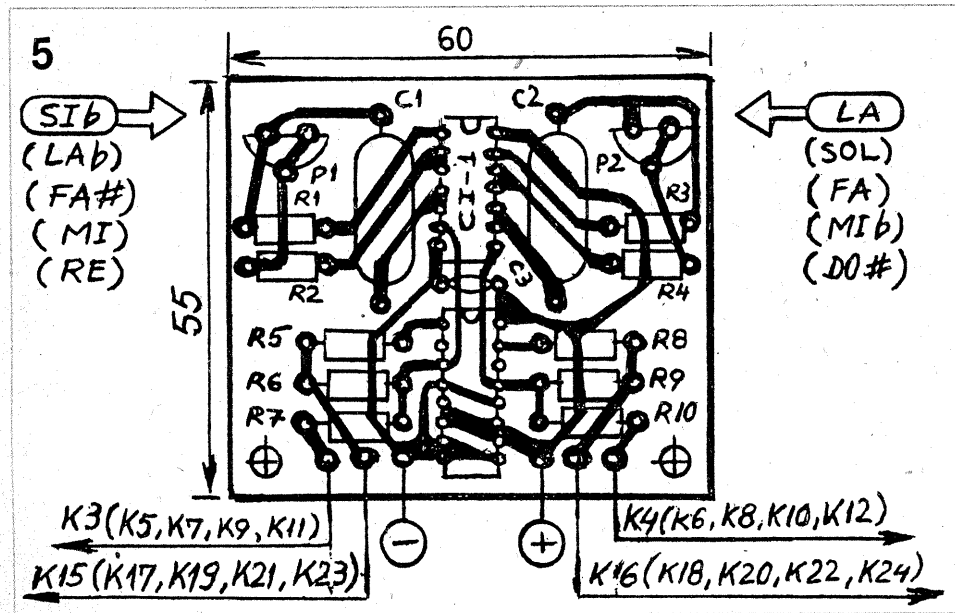 5
60
SIb
(LAb)
(FA#)
(MI)
(RE)
C1
C2
LA
(SOL)
(FA)
(MIb)
(DO#)
P1
P2
CI-1
R1
R3
R2
R4
C3
55
R5
R8
R6
R9
R7
R10
K3(K5, K7, K9, K11)
K4(K6, K8, K10, K12)
−
+
K15(K17, K19, K21, K23)
K16(K18, K20, K22, K24)